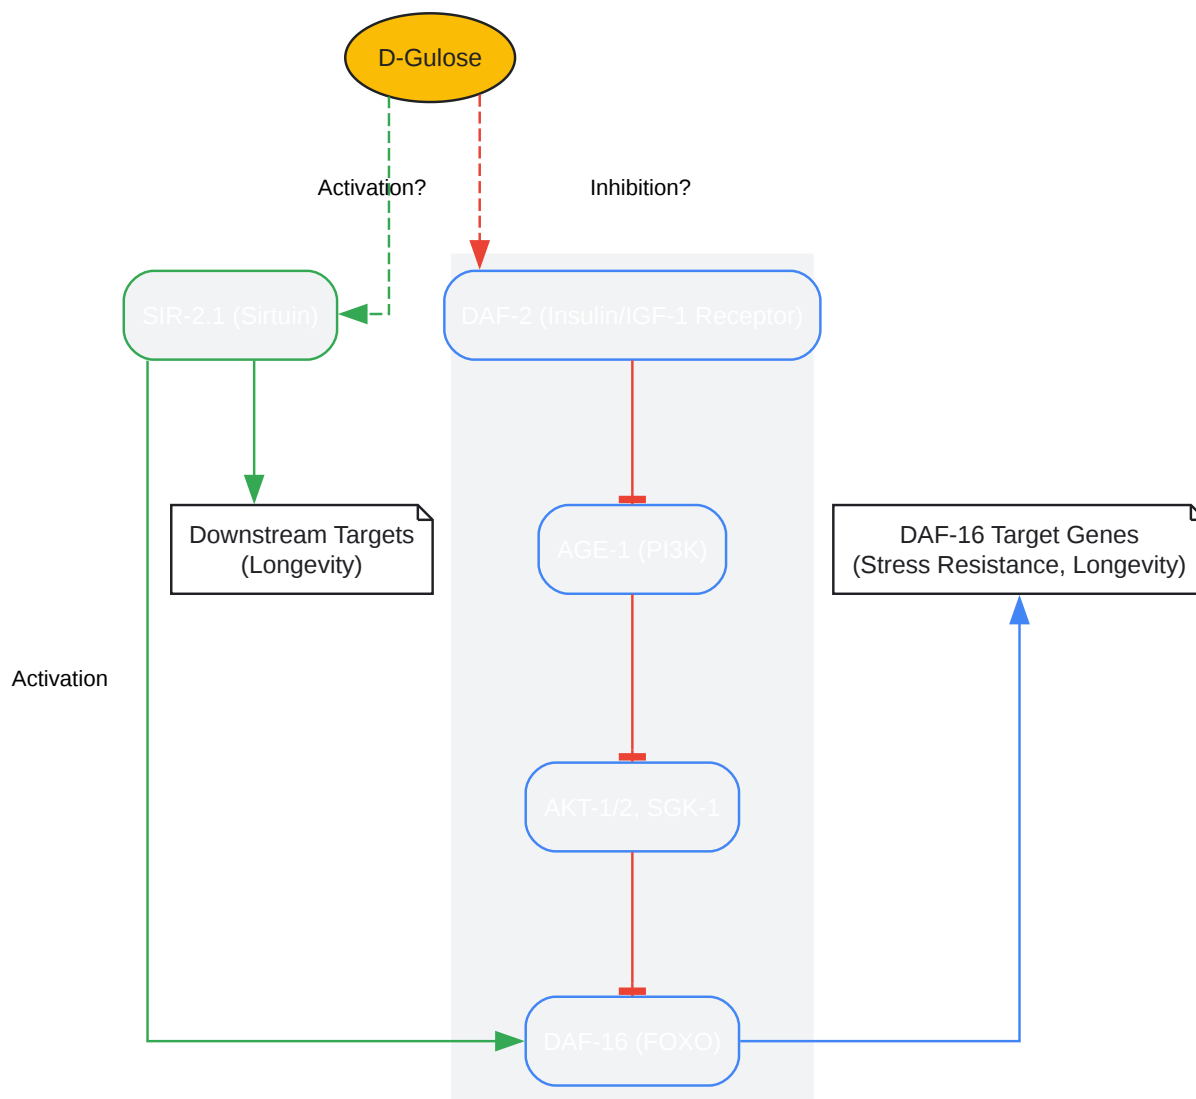 D-Gulose
Activation?
Inhibition?
SIR-2.1 (Sirtuin)
DAF-2 (Insulin/IGF-1 Receptor)
Downstream Targets
(Longevity)
AGE-1 (PI3K)
DAF-16 Target Genes
(Stress Resistance, Longevity)
Activation
AKT-1/2, SGK-1
DAF-16 (FOXO)